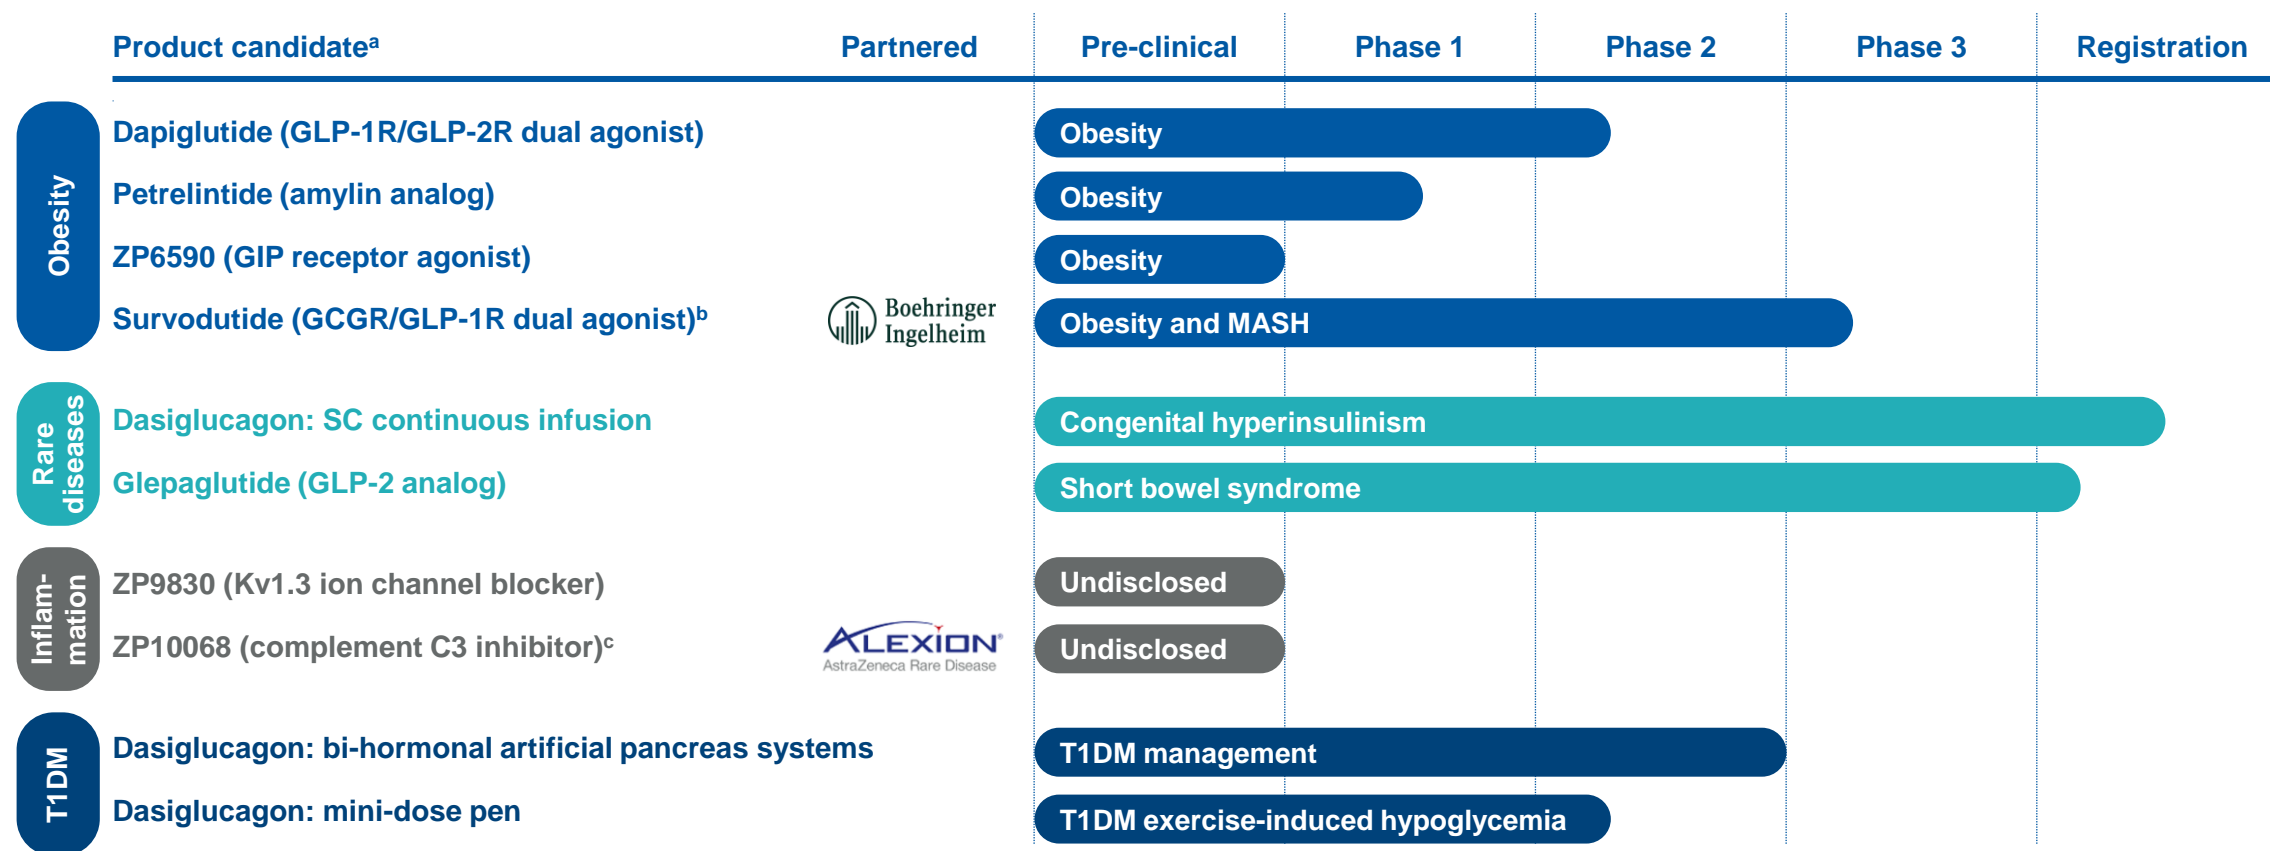 Product candidateᵃ Partnered Pre-clinical Phase 1 Phase 2 Phase 3 Registration
Obesity
Dapiglutide (GLP-1R/GLP-2R dual agonist) Obesity
Petrelintide (amylin analog) Obesity
ZP6590 (GIP receptor agonist) Obesity
Survodutide (GCGR/GLP-1R dual agonist)ᵇ Boehringer Ingelheim Obesity and MASH
Rare
diseases
Dasiglucagon: SC continuous infusion Congenital hyperinsulinism
Glepaglutide (GLP-2 analog) Short bowel syndrome
Inflam-
mation
ZP9830 (Kv1.3 ion channel blocker) Undisclosed
ZP10068 (complement C3 inhibitor)ᶜ ALEXION® AstraZeneca Rare Disease Undisclosed
T1DM
Dasiglucagon: bi-hormonal artificial pancreas systems T1DM management
Dasiglucagon: mini-dose pen T1DM exercise-induced hypoglycemia